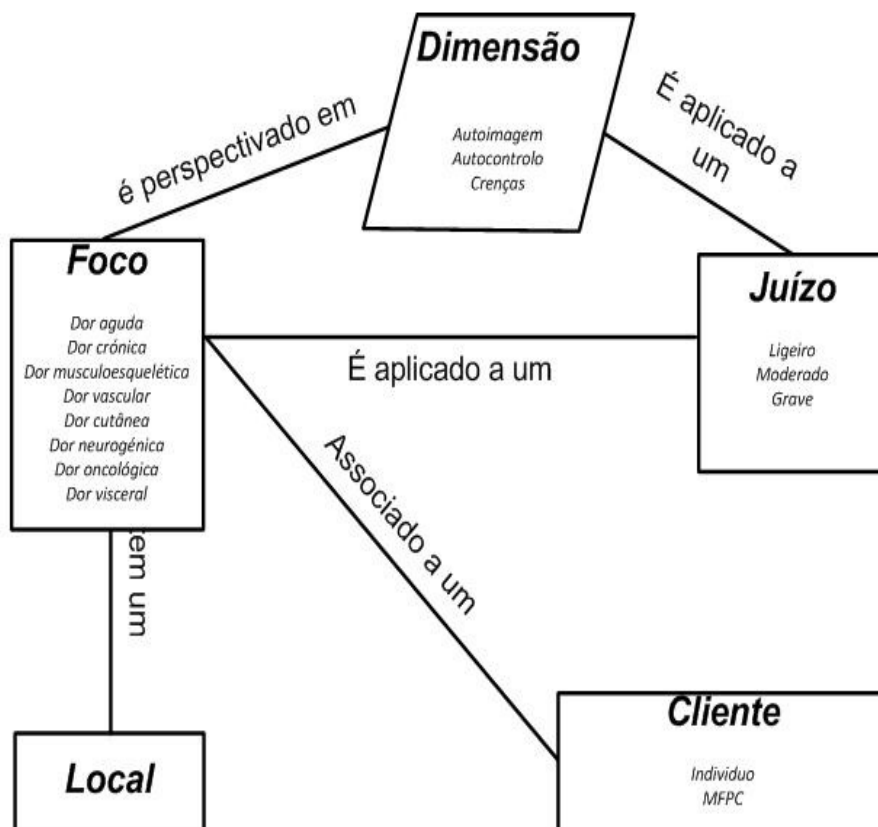 Dimensão
Autoimagem
Autocontrolo
Crenças
é perspectivado em
É aplicado a
um
Foco
Dor aguda
Dor crónica
Dor musculoesquelética
Dor vascular
Dor cutânea
Dor neurogénica
Dor oncológica
Dor visceral
Juízo
Ligeiro
Moderado
Grave
É aplicado a um
Associado a um
tem um
Local
Cliente
Individuo
MFPC